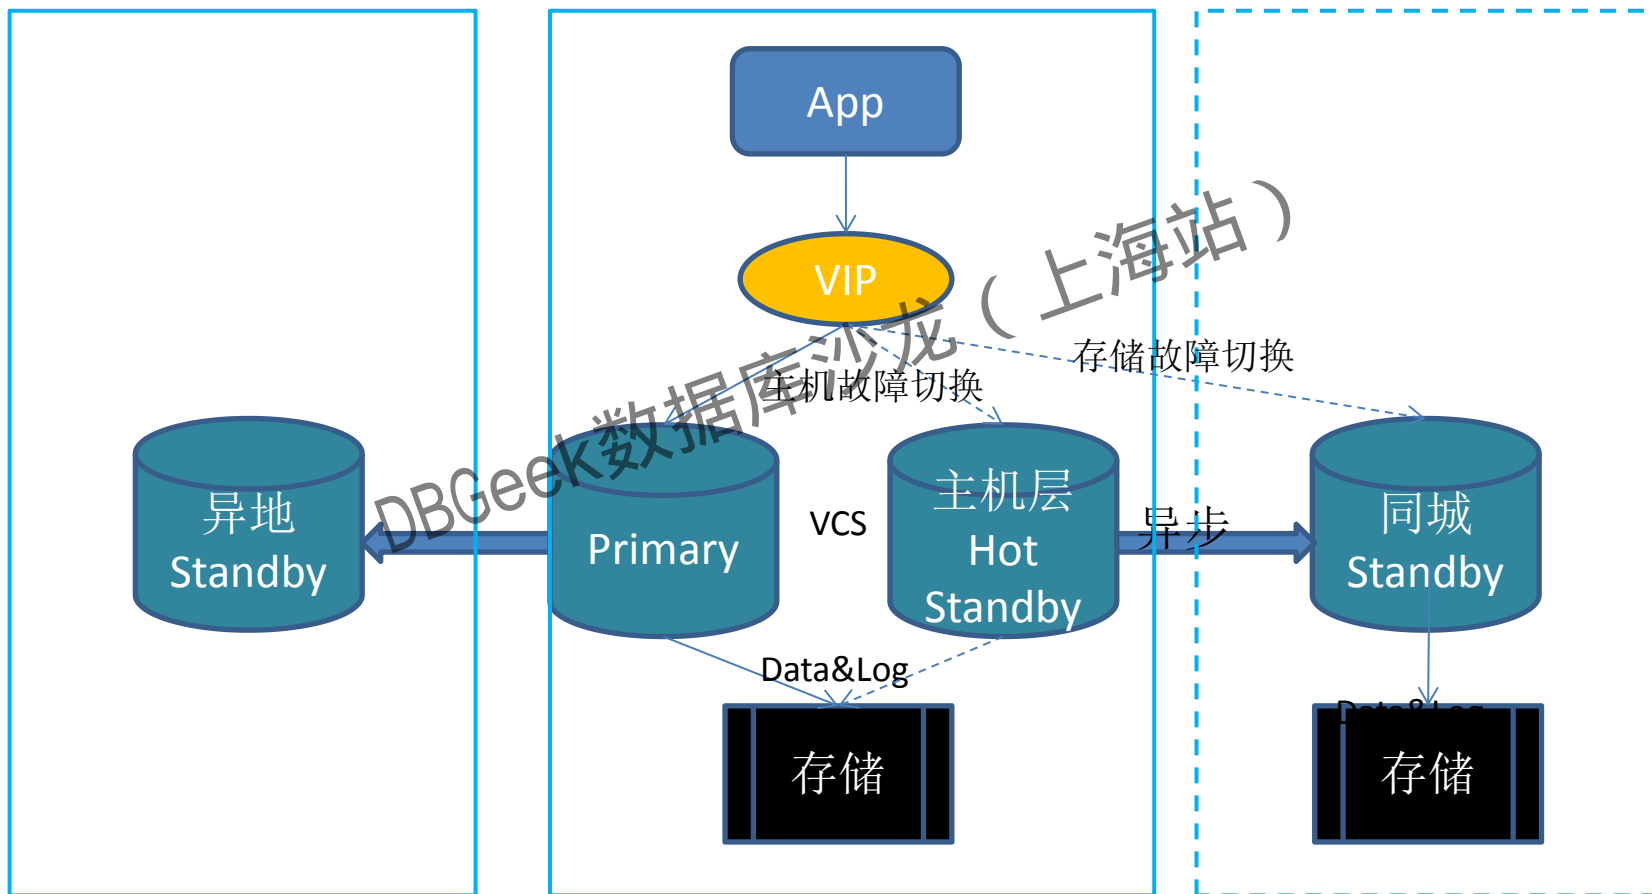 App
VIP
DBGeek数据库沙龙（上海站）
存储故障切换
主机故障切换
异地
Standby
Primary
VCS
主机层
Hot
Standby
异步
同城
Standby
Data&Log
Data&Log
存储
存储